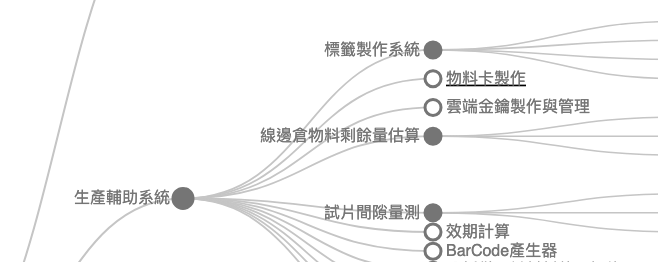 標籤製作系統
物料卡製作
雲端金鑰製作與管理
線邊倉物料剩餘量估算
生產輔助系統
試片間隙量測
效期計算
BarCode產生器